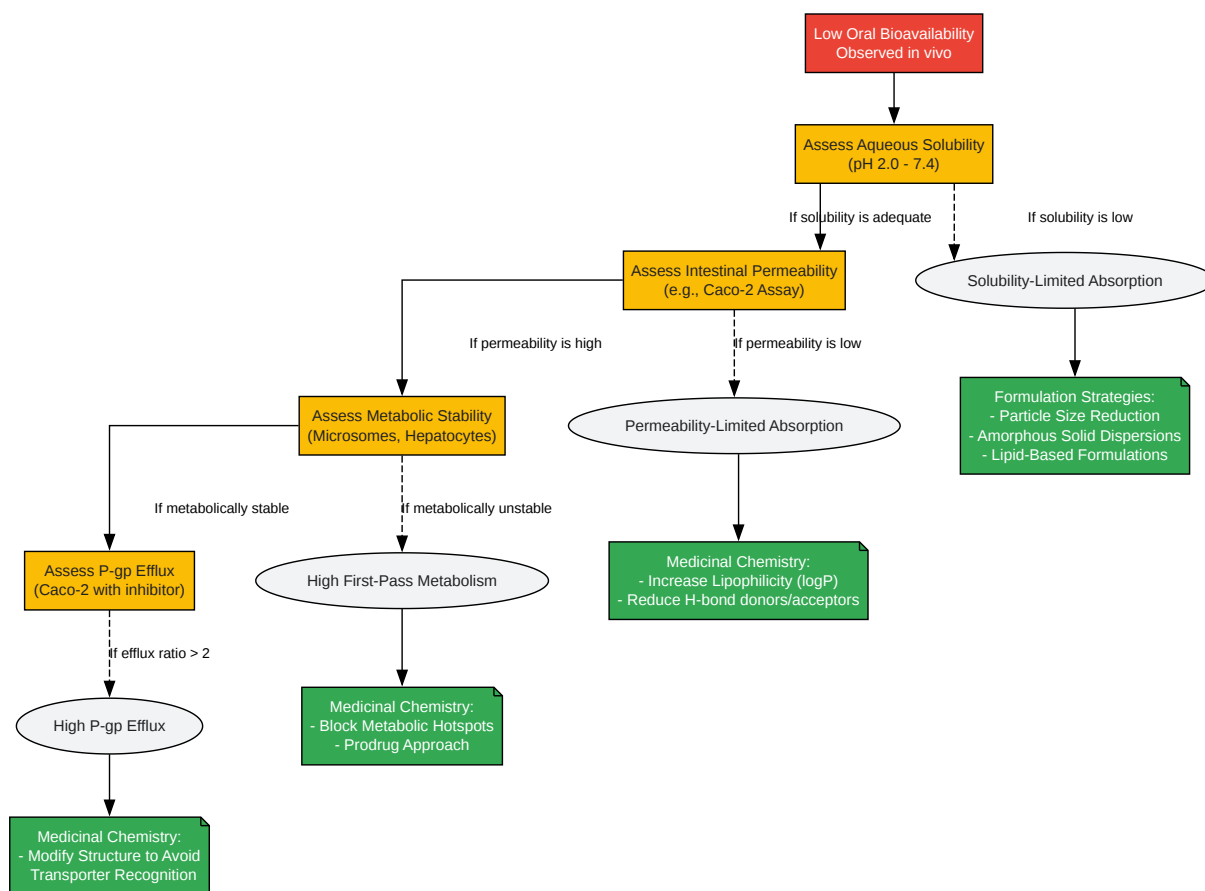 Low Oral Bioavailability
Observed in vivo
Assess Aqueous Solubility
(pH 2.0 - 7.4)
If solubility is adequate
If solubility is low
Assess Intestinal Permeability
(e.g., Caco-2 Assay)
Solubility-Limited Absorption
If permeability is high
If permeability is low
Formulation Strategies:
- Particle Size Reduction
- Amorphous Solid Dispersions
- Lipid-Based Formulations
Assess Metabolic Stability
(Microsomes, Hepatocytes)
Permeability-Limited Absorption
If metabolically stable
If metabolically unstable
Medicinal Chemistry:
- Increase Lipophilicity (logP)
- Reduce H-bond donors/acceptors
Assess P-gp Efflux
(Caco-2 with inhibitor)
High First-Pass Metabolism
If efflux ratio > 2
Medicinal Chemistry:
- Block Metabolic Hotspots
- Prodrug Approach
High P-gp Efflux
Medicinal Chemistry:
- Modify Structure to Avoid
Transporter Recognition